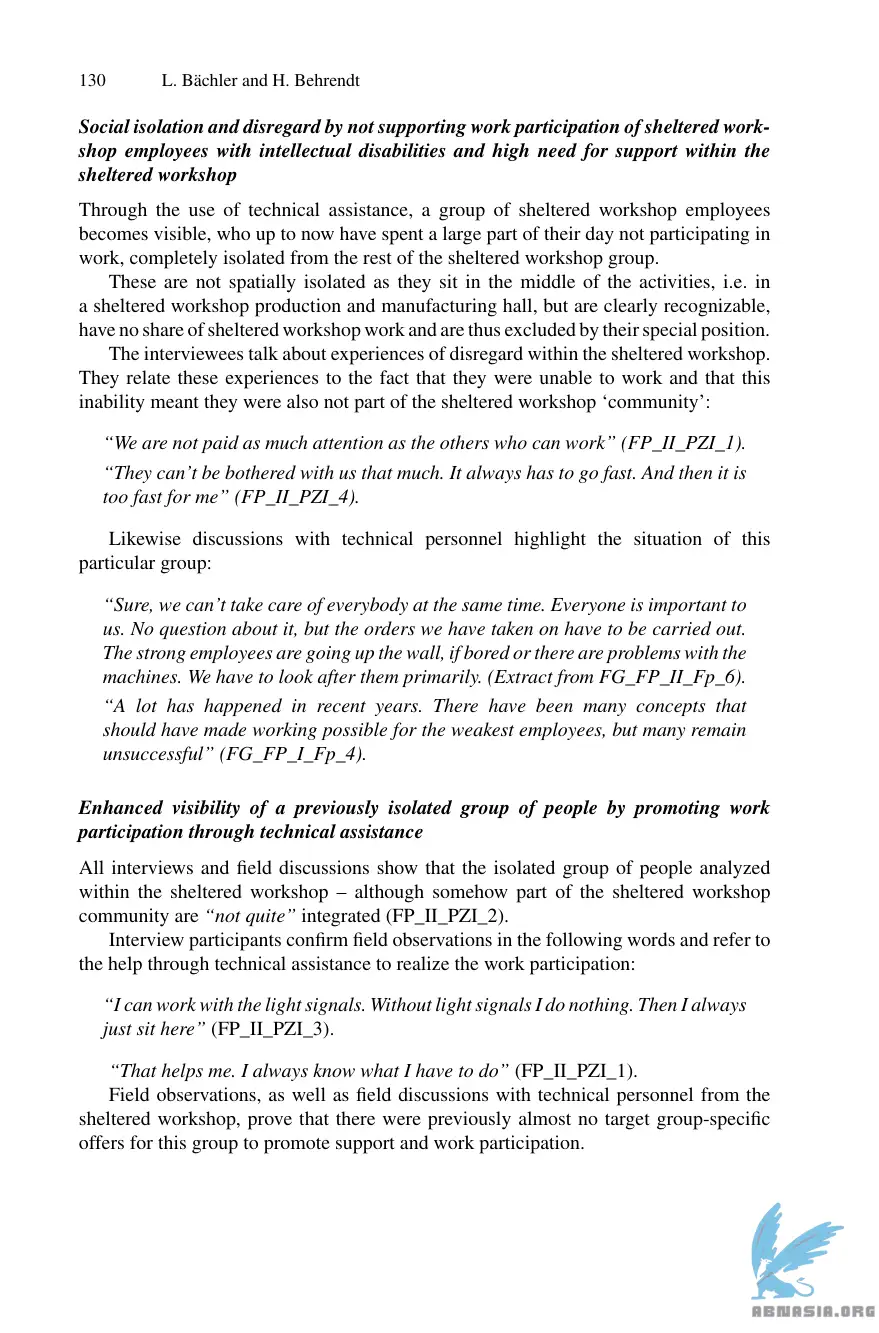 130 L. Bächler and H. Behrendt
Social isolation and disregard by not supporting work participation of sheltered work-
shop employees with intellectual disabilities and high need for support within the
sheltered workshop
Through the use of technical assistance, a group of sheltered workshop employees
becomes visible, who up to now have spent a large part of their day not participating in
work, completely isolated from the rest of the sheltered workshop group.
These are not spatially isolated as they sit in the middle of the activities, i.e. in
a sheltered workshop production and manufacturing hall, but are clearly recognizable,
have no share of sheltered workshop work and are thus excluded by their special position.
The interviewees talk about experiences of disregard within the sheltered workshop.
They relate these experiences to the fact that they were unable to work and that this
inability meant they were also not part of the sheltered workshop ‘community’:
“We are not paid as much attention as the others who can work” (FP_II_PZI_1).
“They can’t be bothered with us that much. It always has to go fast. And then it is
too fast for me” (FP_II_PZI_4).
Likewise discussions with technical personnel highlight the situation of this
particular group:
“Sure, we can’t take care of everybody at the same time. Everyone is important to
us. No question about it, but the orders we have taken on have to be carried out.
The strong employees are going up the wall, if bored or there are problems with the
machines. We have to look after them primarily. (Extract from FG_FP_II_Fp_6).
“A lot has happened in recent years. There have been many concepts that
should have made working possible for the weakest employees, but many remain
unsuccessful” (FG_FP_I_Fp_4).
Enhanced visibility of a previously isolated group of people by promoting work
participation through technical assistance
All interviews and field discussions show that the isolated group of people analyzed
within the sheltered workshop – although somehow part of the sheltered workshop
community are “not quite” integrated (FP_II_PZI_2).
Interview participants confirm field observations in the following words and refer to
the help through technical assistance to realize the work participation:
“I can work with the light signals. Without light signals I do nothing. Then I always
just sit here” (FP_II_PZI_3).
“That helps me. I always know what I have to do” (FP_II_PZI_1).
Field observations, as well as field discussions with technical personnel from the
sheltered workshop, prove that there were previously almost no target group-specific
offers for this group to promote support and work participation.
ABNASIA.ORG